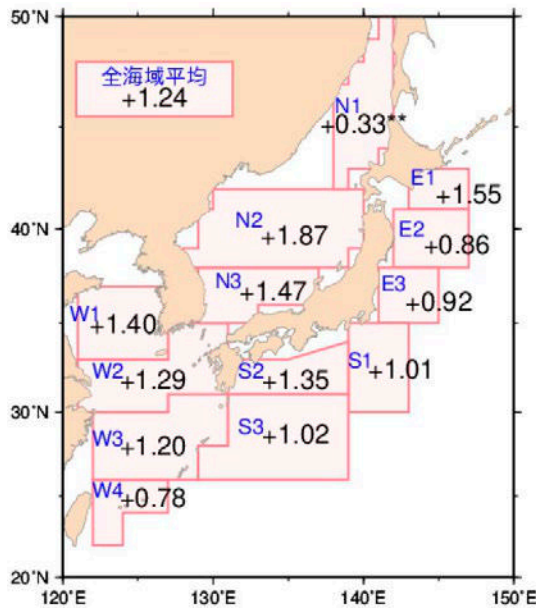 50˚N
全海域平均
+1.24
N1
+0.33**
E1
+1.55
40˚N
N2
+1.87
E2
+0.86
N3
+1.47
E3
+0.92
W1
+1.40
W2
+1.29
S2
+1.35
S1
+1.01
30˚N
W3
+1.20
S3
+1.02
W4
+0.78
20˚N
120˚E 130˚E 140˚E 150˚E